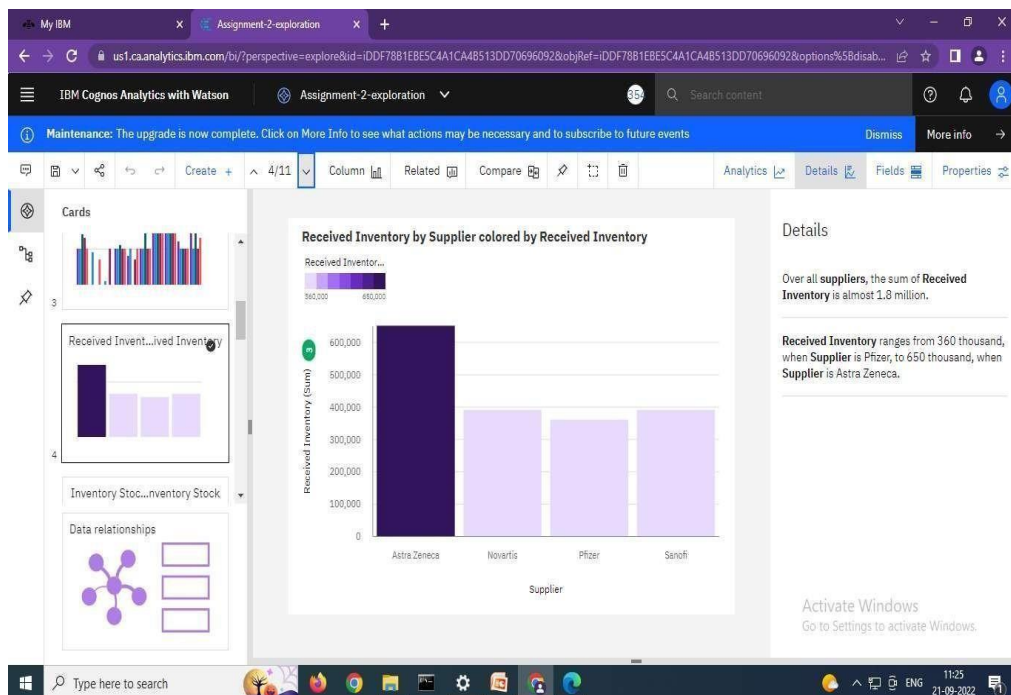 My IBM
Assignment-2-exploration
us1.ca.analytics.ibm.com/bi/?perspective=explore&id=iDDF78B1EBE5C4A1CA4B513DD70696092&objRef=iDDF78B1EBE5C4A1CA4B513DD70696092&options%5Bdisab...
IBM Cognos Analytics with Watson
Assignment-2-exploration
354
Search content
Maintenance: The upgrade is now complete. Click on More Info to see what actions may be necessary and to subscribe to future events
Dismiss
More info
Create +
4/11
Column
Related
Compare
Analytics
Details
Fields
Properties
Cards
3
Received Invent...ived Inventory
4
Inventory Stoc...nventory Stock
Data relationships
Received Inventory by Supplier colored by Received Inventory
Received Inventor...
360,000 650,000
Received Inventory (Sum)
600,000
500,000
400,000
300,000
200,000
100,000
0
Astra Zeneca Novartis Pfizer Sanofi
Supplier
Details
Over all suppliers, the sum of Received
Inventory is almost 1.8 million.
Received Inventory ranges from 360 thousand,
when Supplier is Pfizer, to 650 thousand, when
Supplier is Astra Zeneca.
Activate Windows
Go to Settings to activate Windows.
Type here to search
ENG
11:25
21-09-2022